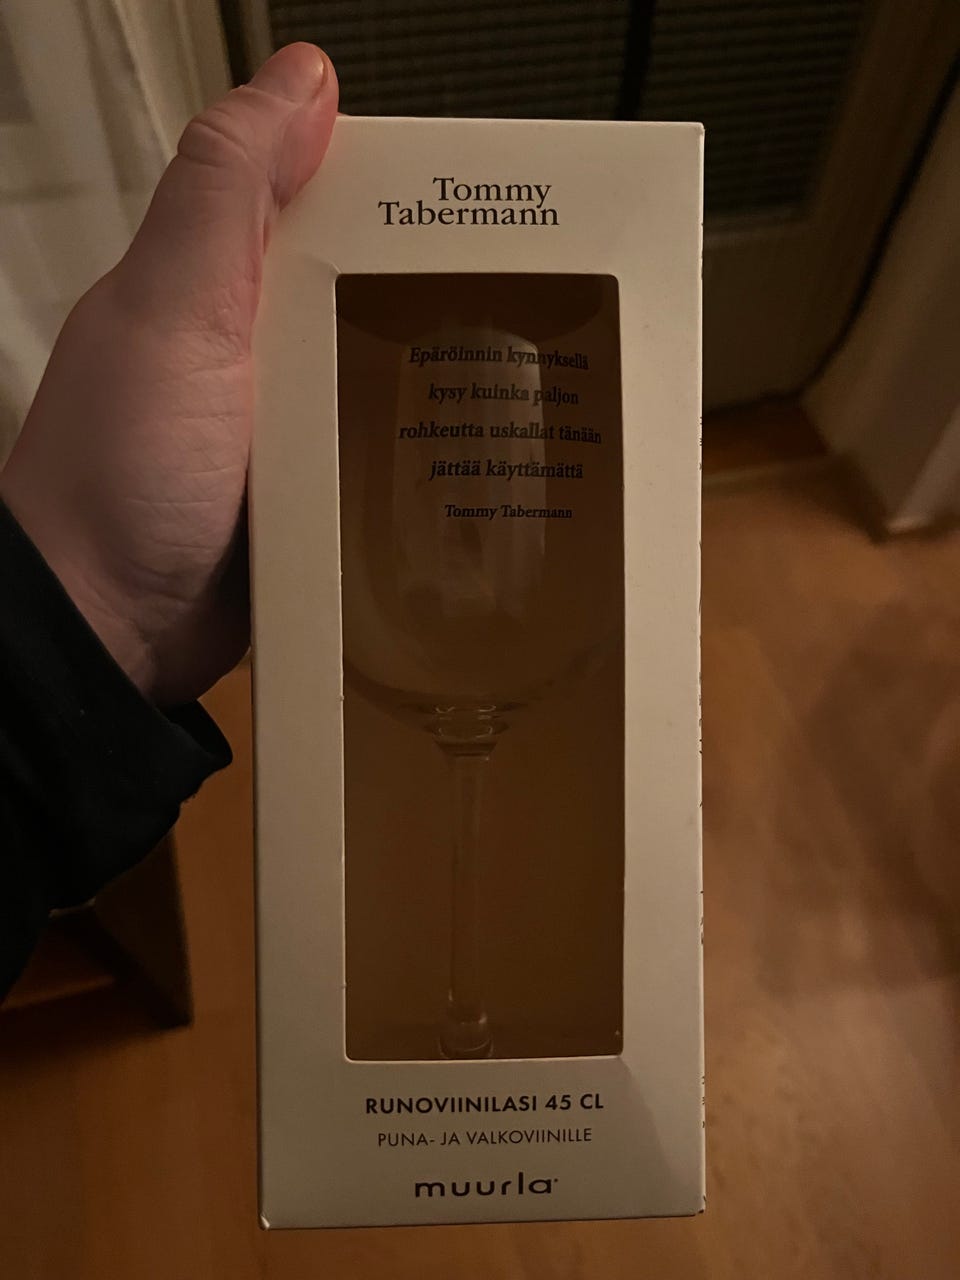 Tommy
Tabermann
Epäröinnin kynnyksellä
kysy kuinka paljon
rohkeutta uskallat tänään
jättää käyttämättä
Tommy Tabermann
RUNOVIINILASI 45 CL
PUNA- JA VALKOVIINILLE
muurla